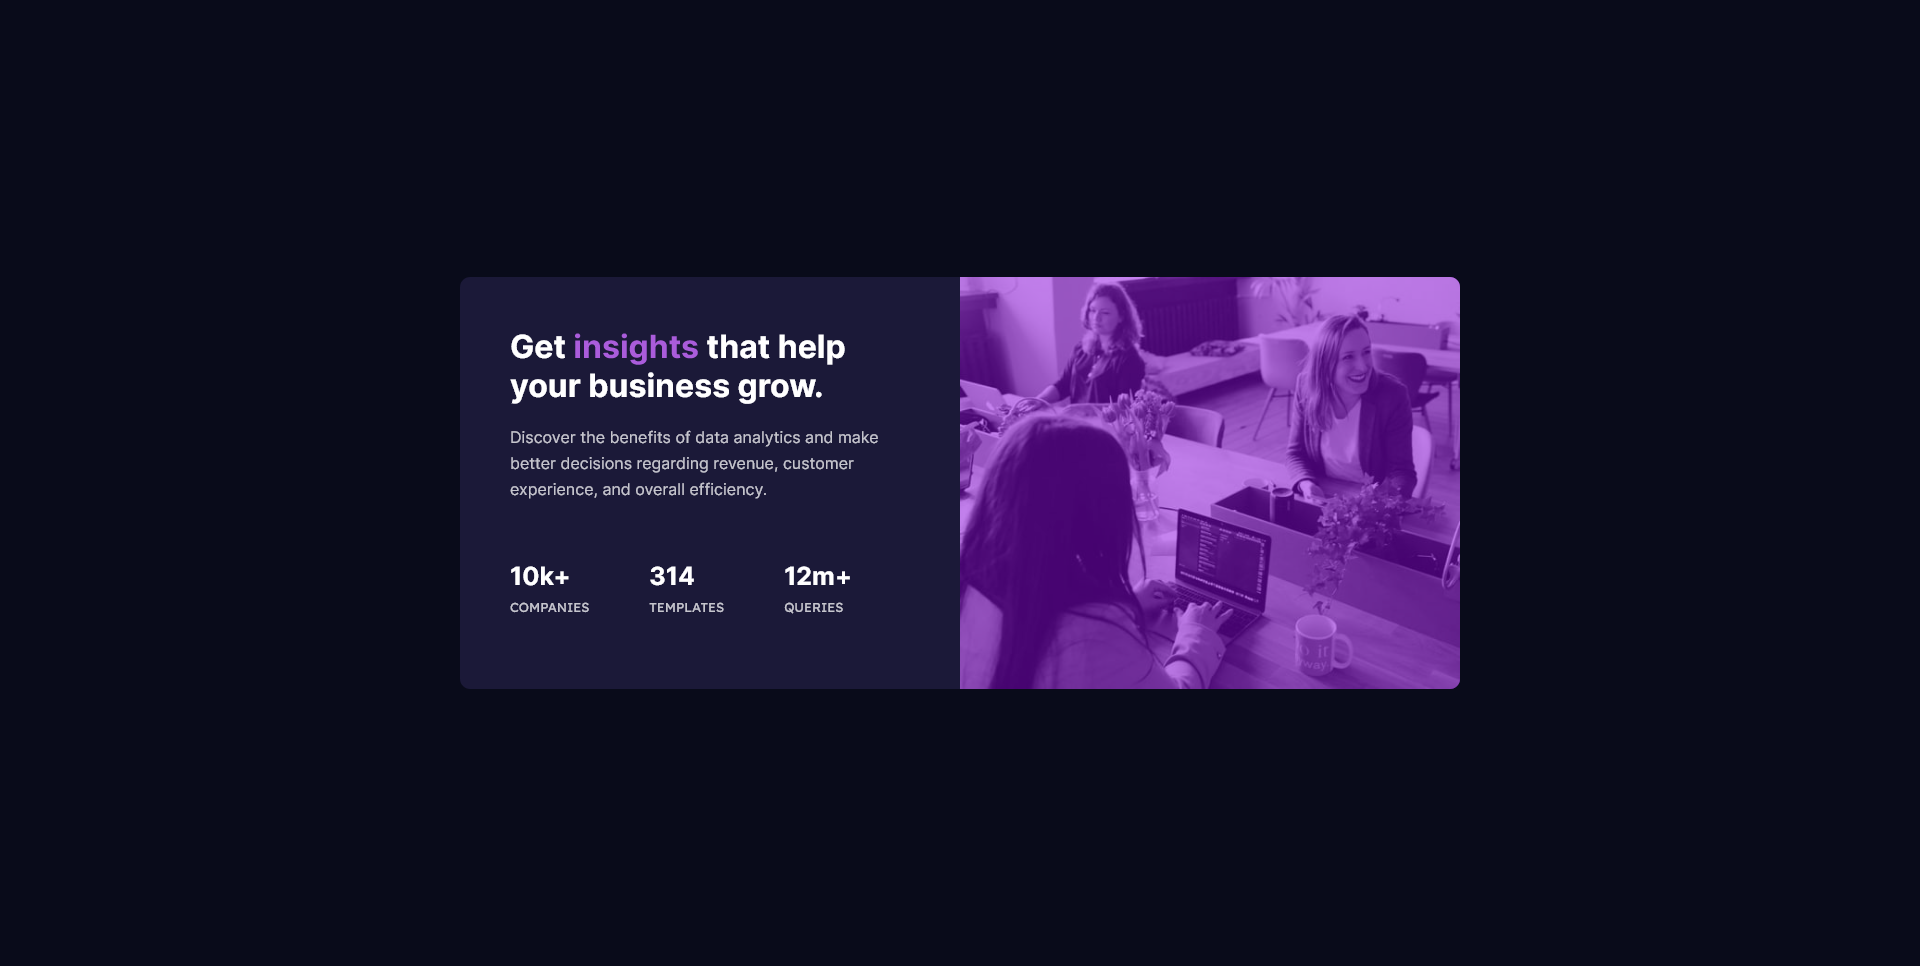 Get insights that help
your business grow.
Discover the benefits of data analytics and make
better decisions regarding revenue, customer
experience, and overall efficiency.
10k+ 314 12m+
COMPANIES TEMPLATES QUERIES